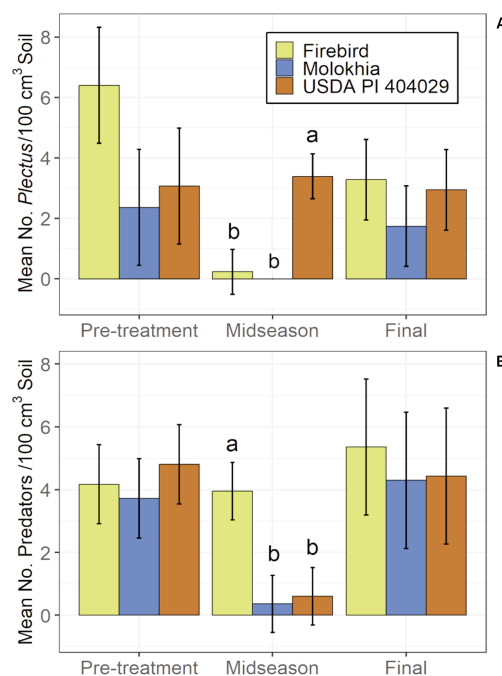 A
Mean No. Plectus/100 cm³ Soil
8
6
4
2
0
Firebird
Molokhia
USDA PI 404029
b
b
a
Pre-treatment
Midseason
Final
B
Mean No. Predators /100 cm³ Soil
8
6
4
2
0
a
b
b
Pre-treatment
Midseason
Final